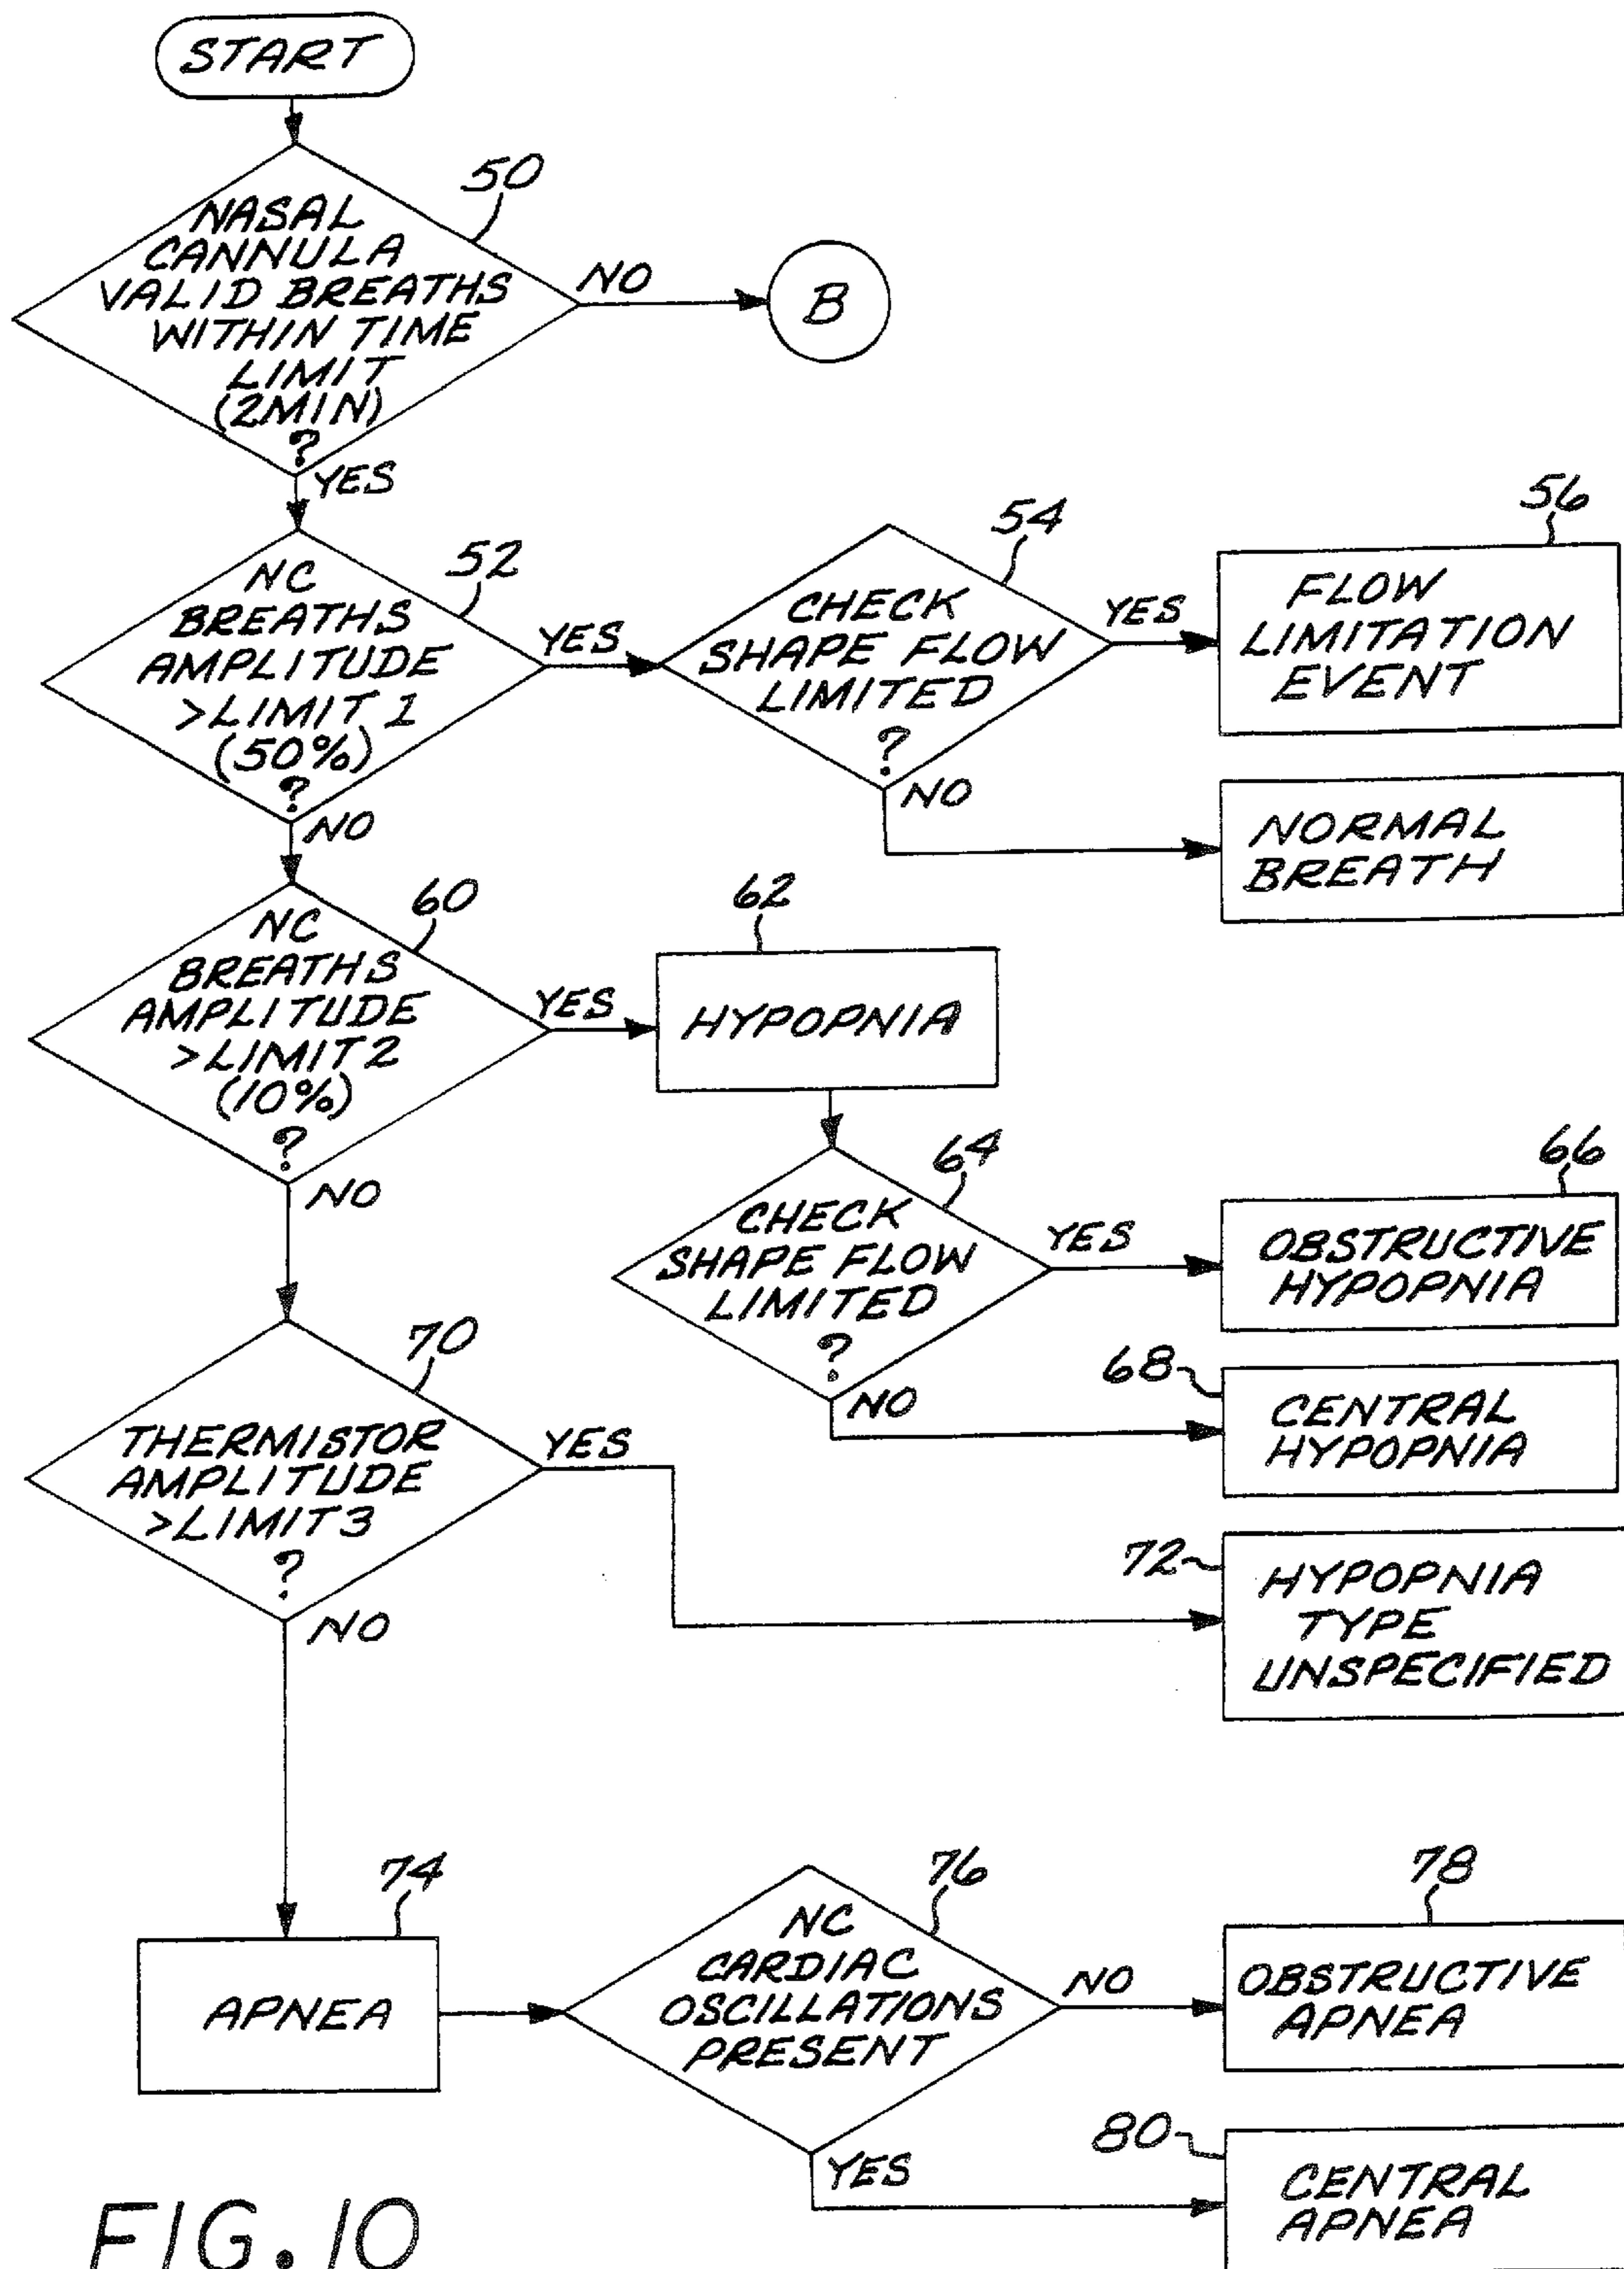 START
50
NASAL
CANNULA
VALID BREATHS
WITHIN TIME
LIMIT
(2MIN)
?
NO
B
YES
52
NC
BREATHS
AMPLITUDE
>LIMIT 1
(50%)
?
YES
54
CHECK
SHAPE FLOW
LIMITED
?
YES
56
FLOW
LIMITATION
EVENT
NO
NORMAL
BREATH
NO
60
NC
BREATHS
AMPLITUDE
>LIMIT2
(10%)
?
YES
62
HYPOPNIA
64
CHECK
SHAPE FLOW
LIMITED
?
YES
66
OBSTRUCTIVE
HYPOPNIA
NO
68
CENTRAL
HYPOPNIA
NO
70
THERMISTOR
AMPLITUDE
>LIMIT3
?
YES
72
HYPOPNIA
TYPE
UNSPECIFIED
NO
74
APNEA
76
NC
CARDIAC
OSCILLATIONS
PRESENT
NO
78
OBSTRUCTIVE
APNEA
YES
80
CENTRAL
APNEA
FIG. 10